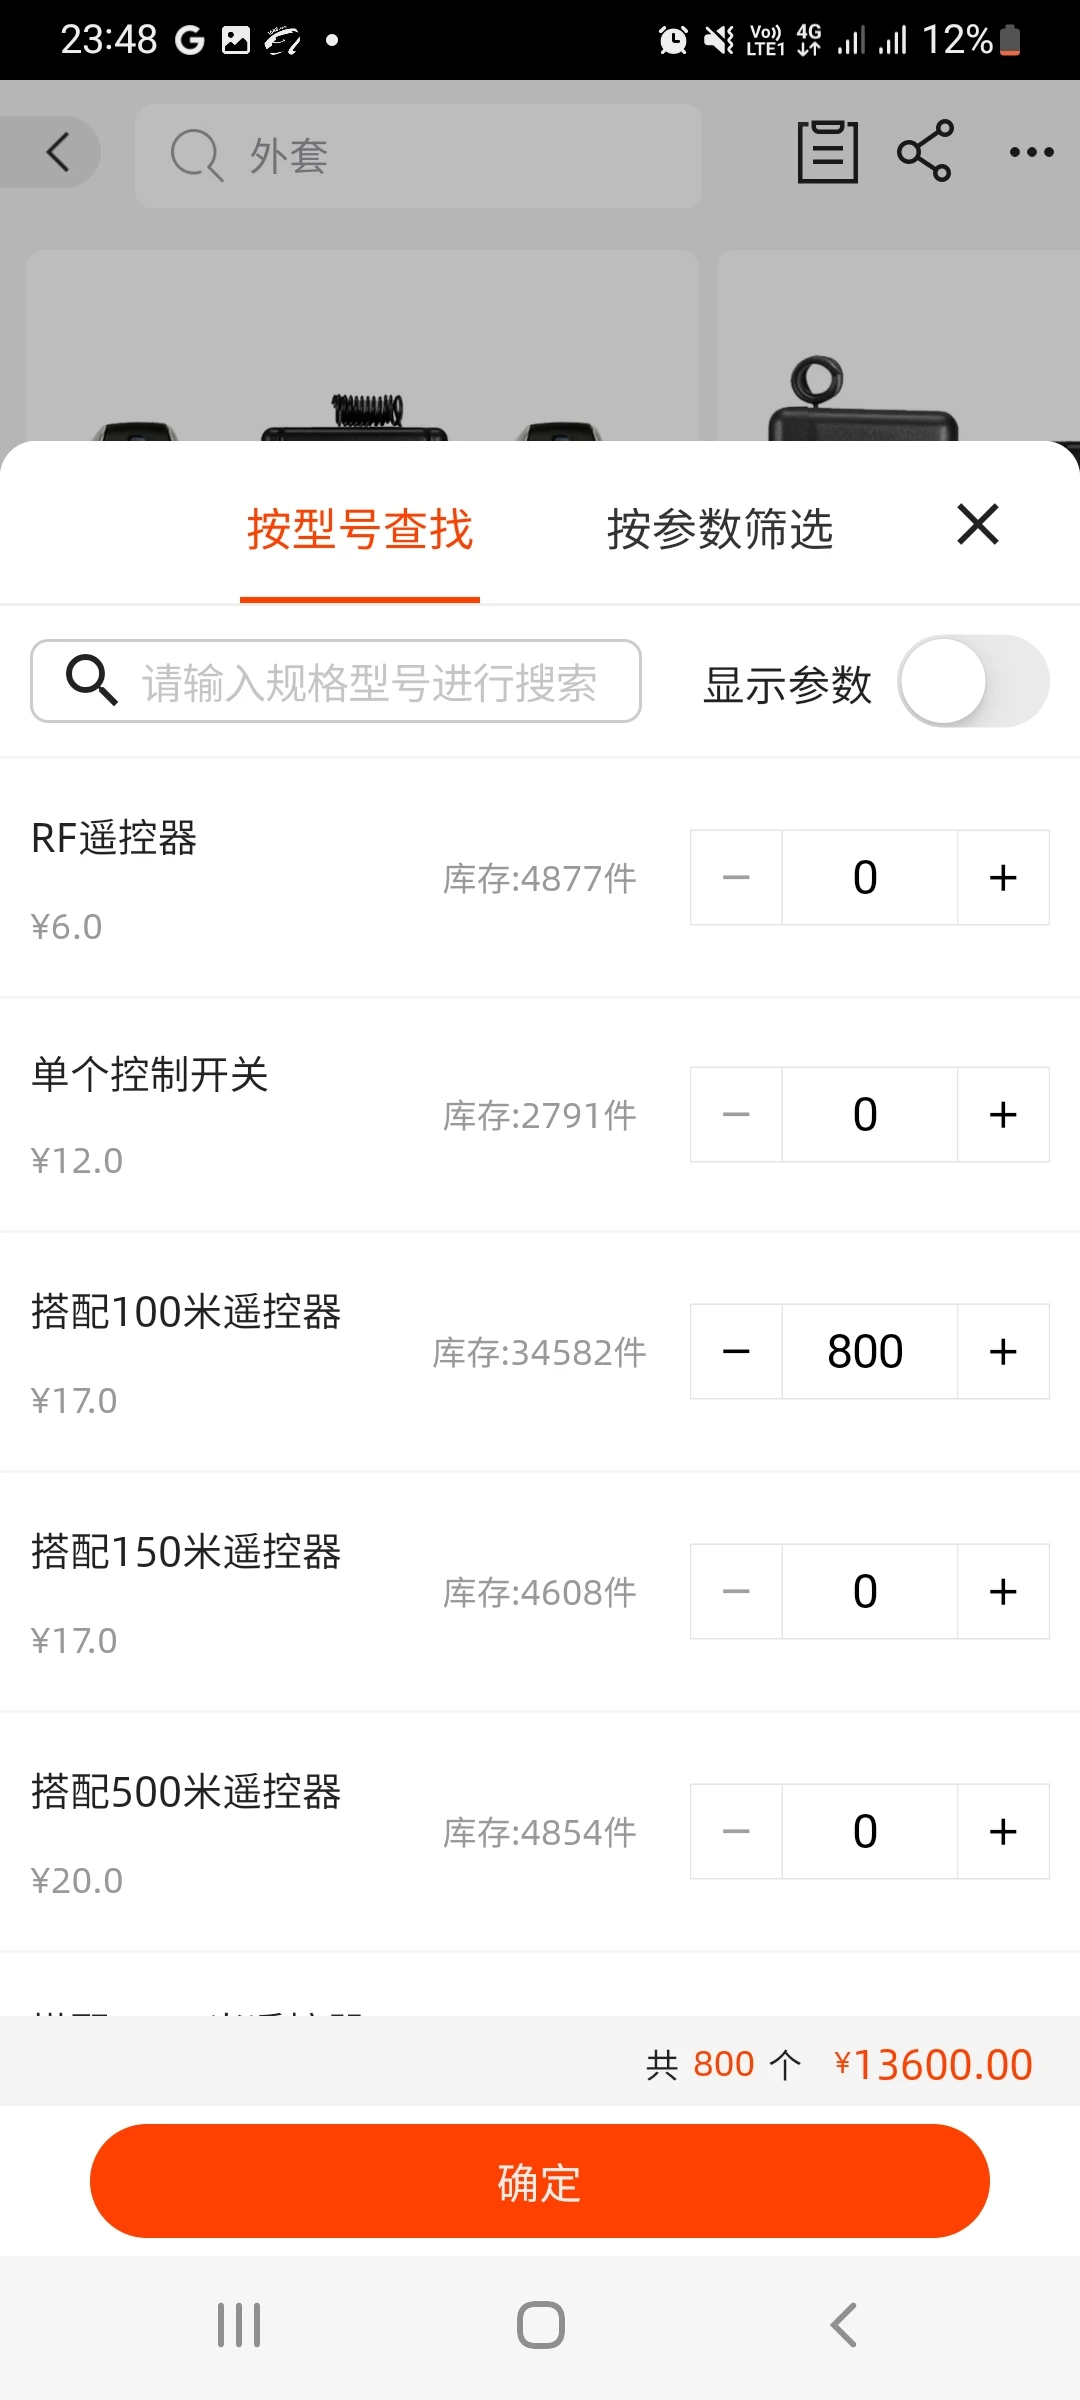 23:48
Vo)) LTE1 4G 12%
外套
按型号查找 按参数筛选
请输入规格型号进行搜索 显示参数
RF遥控器
库存:4877件 0
¥6.0
单个控制开关
库存:2791件 0
¥12.0
搭配100米遥控器
库存:34582件 800
¥17.0
搭配150米遥控器
库存:4608件 0
¥17.0
搭配500米遥控器
库存:4854件 0
¥20.0
共 800 个 ¥13600.00
确定